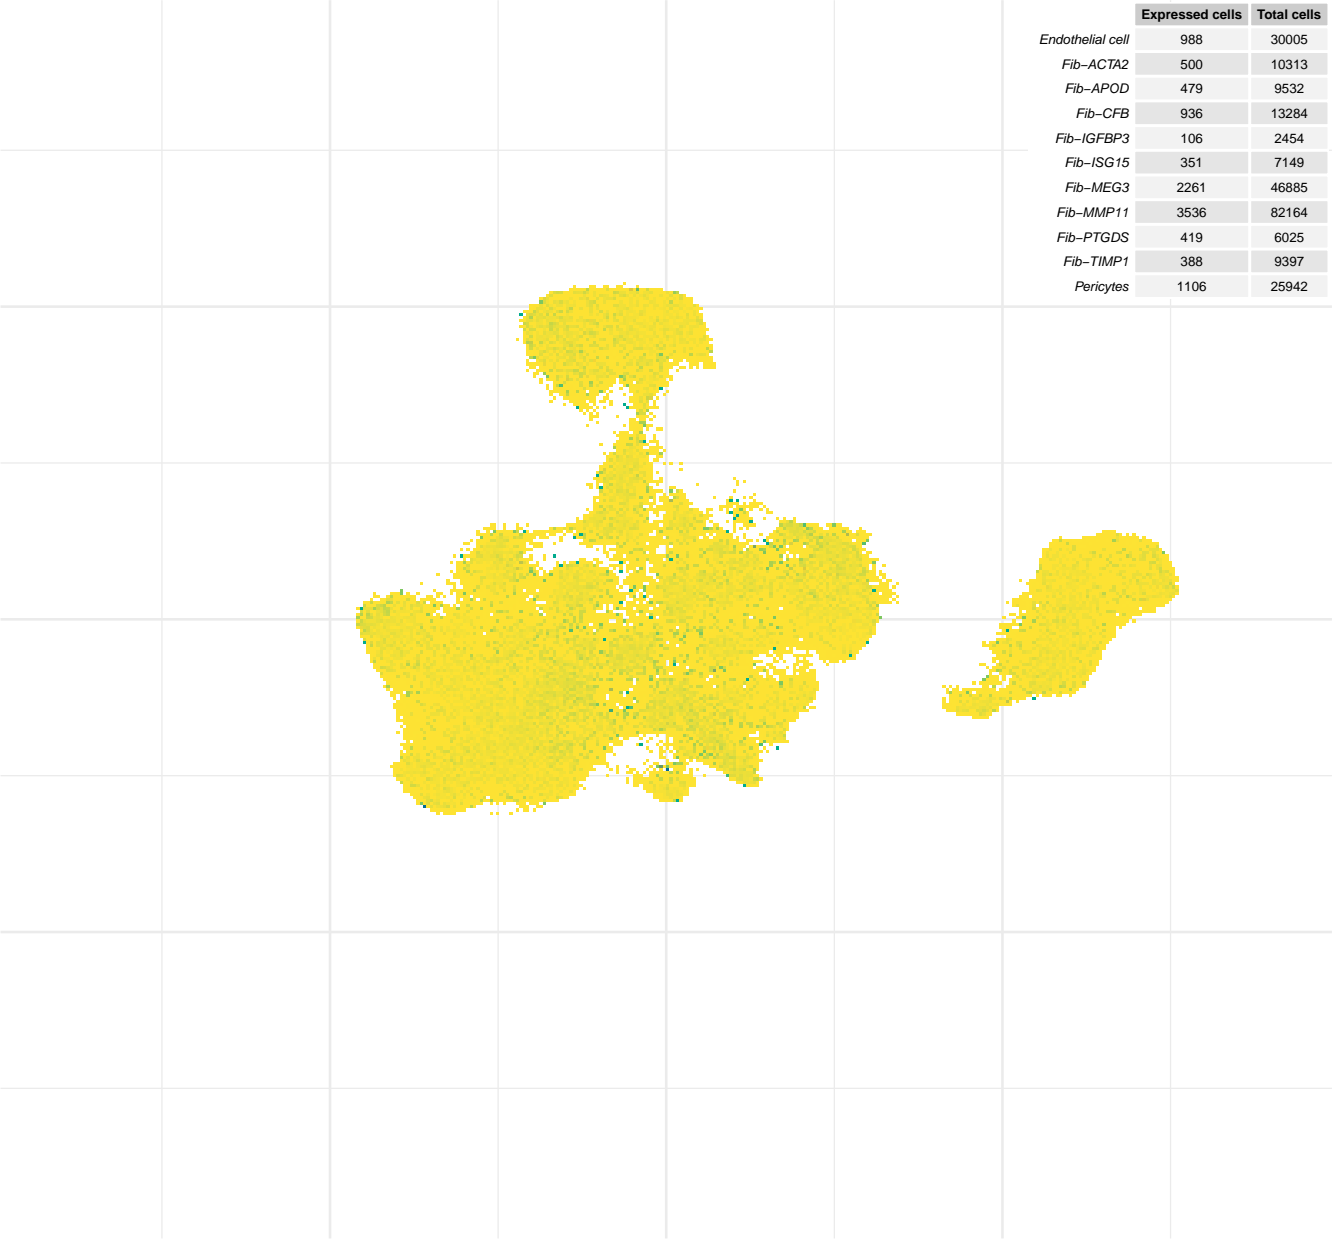 Expressed cells Total cells
Endothelial cell 988 30005
Fib−ACTA2 500 10313
Fib−APOD 479 9532
Fib−CFB 936 13284
Fib−IGFBP3 106 2454
Fib−ISG15 351 7149
Fib−MEG3 2261 46885
Fib−MMP11 3536 82164
Fib−PTGDS 419 6025
Fib−TIMP1 388 9397
Pericytes 1106 25942